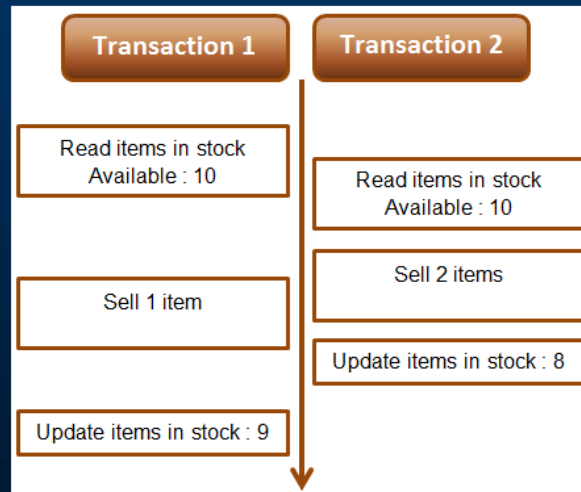 Transaction 1
Transaction 2
Read items in stock
Available : 10
Read items in stock
Available : 10
Sell 2 items
Sell 1 item
Update items in stock : 8
Update items in stock : 9